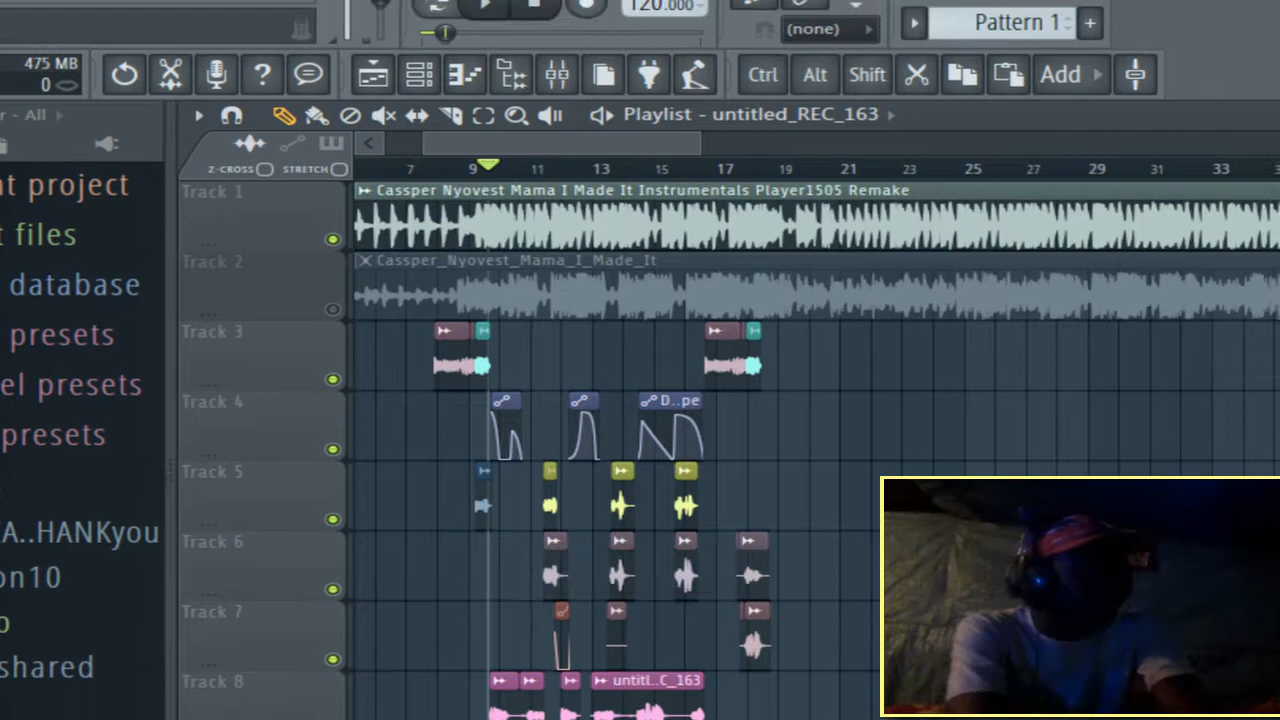 120.000
(none)
Pattern 1
+
475 MB
0
?
Ctrl
Alt
Shift
Add
r - All
Playlist - untitled_REC_163
Z-CROSS
STRETCH
7
9
11
13
15
17
19
21
23
25
27
29
31
33
nt project
t files
database
presets
el presets
presets
A..HANKyou
on10
o
shared
Track 1
Cassper Nyovest Mama I Made It Instrumentals Player1505 Remake
Track 2
Cassper_Nyovest_Mama_I_Made_It
Track 3
Track 4
D..pe
Track 5
Track 6
Track 7
Track 8
untitl..C_163